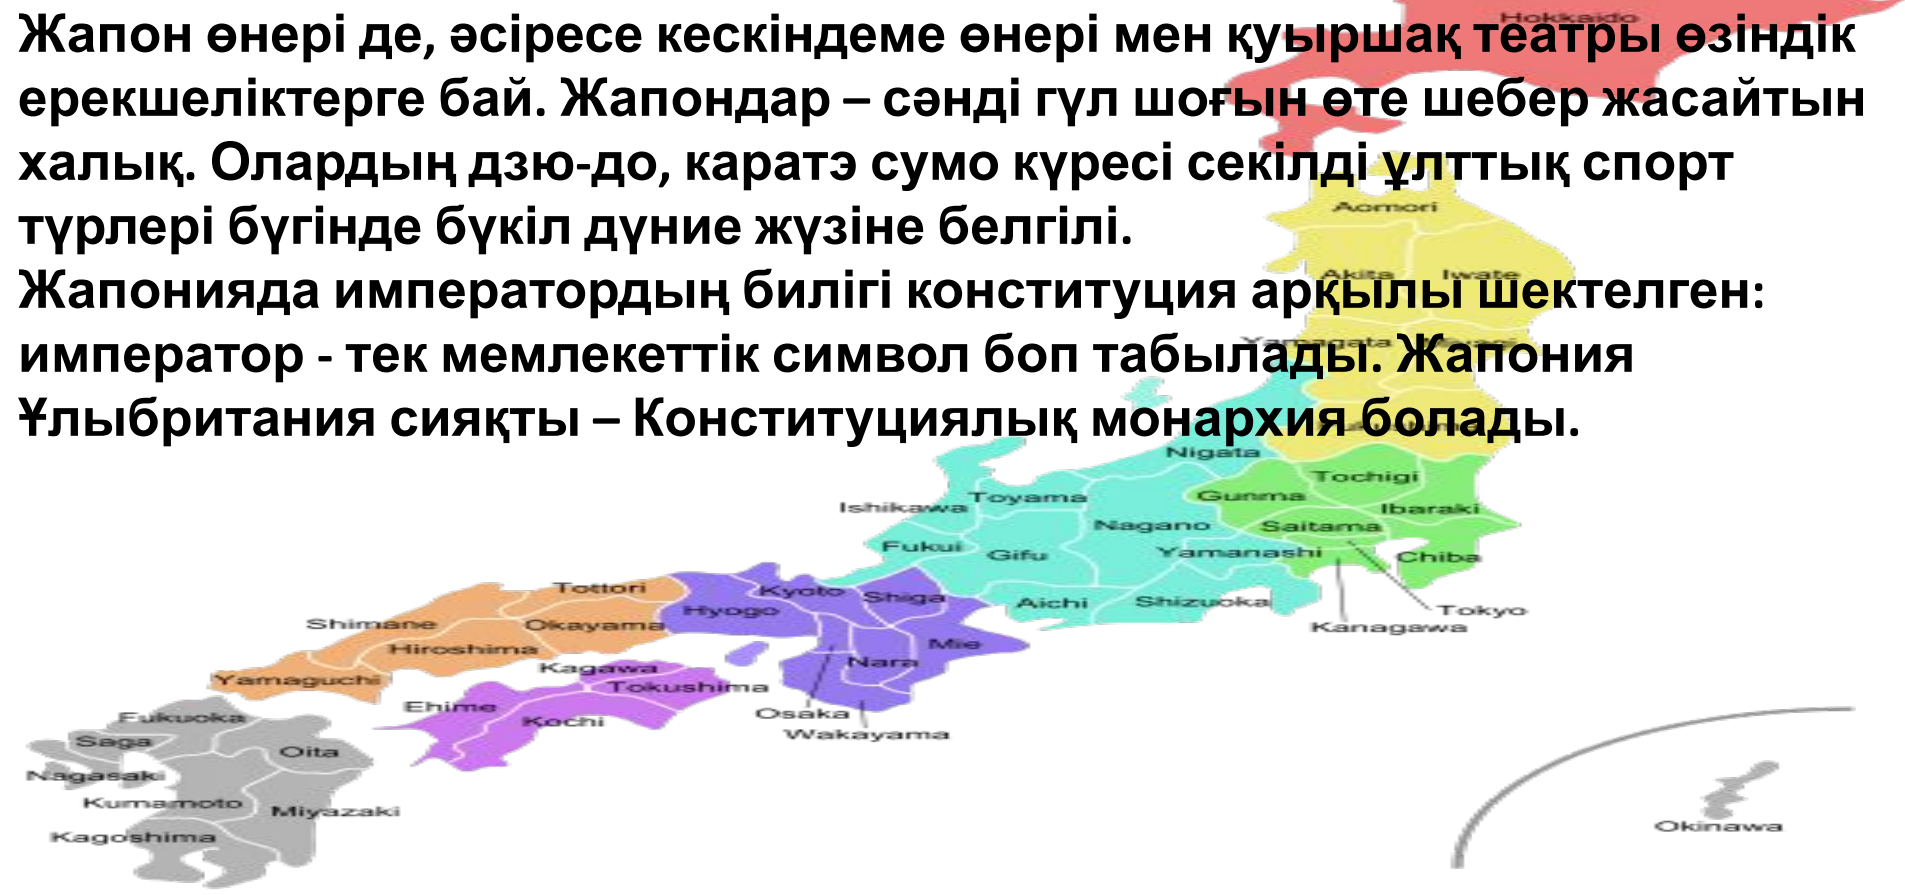 Hokkaido
Жапон өнері де, әсіресе кескіндеме өнері мен қуыршақ театры өзіндік
ерекшеліктерге бай. Жапондар – сәнді гүл шоғын өте шебер жасайтын
халық. Олардың дзю-до, каратэ сумо күресі секілді ұлттық спорт
түрлері бүгінде бүкіл дүние жүзіне белгілі.
Жапонияда императордың билігі конституция арқылы шектелген:
император - тек мемлекеттік символ боп табылады. Жапония
Ұлыбритания сияқты – Конституциялық монархия болады.
Aomori
Akita Iwate
Yamagata
Nigata
Tochigi
Gunma
Ibaraki
Toyama
Ishikawa
Nagano
Saitama
Fukui
Gifu
Yamanashi
Chiba
Tottori
Kyoto
Shiga
Aichi
Shizuoka
Hyogo
Tokyo
Shimane
Okayama
Kanagawa
Hiroshima
Mie
Nara
Kagawa
Yamaguchi
Tokushima
Ehime
Kochi
Osaka
Wakayama
Fukuoka
Saga
Oita
Nagasaki
Kumamoto
Miyazaki
Kagoshima
Okinawa